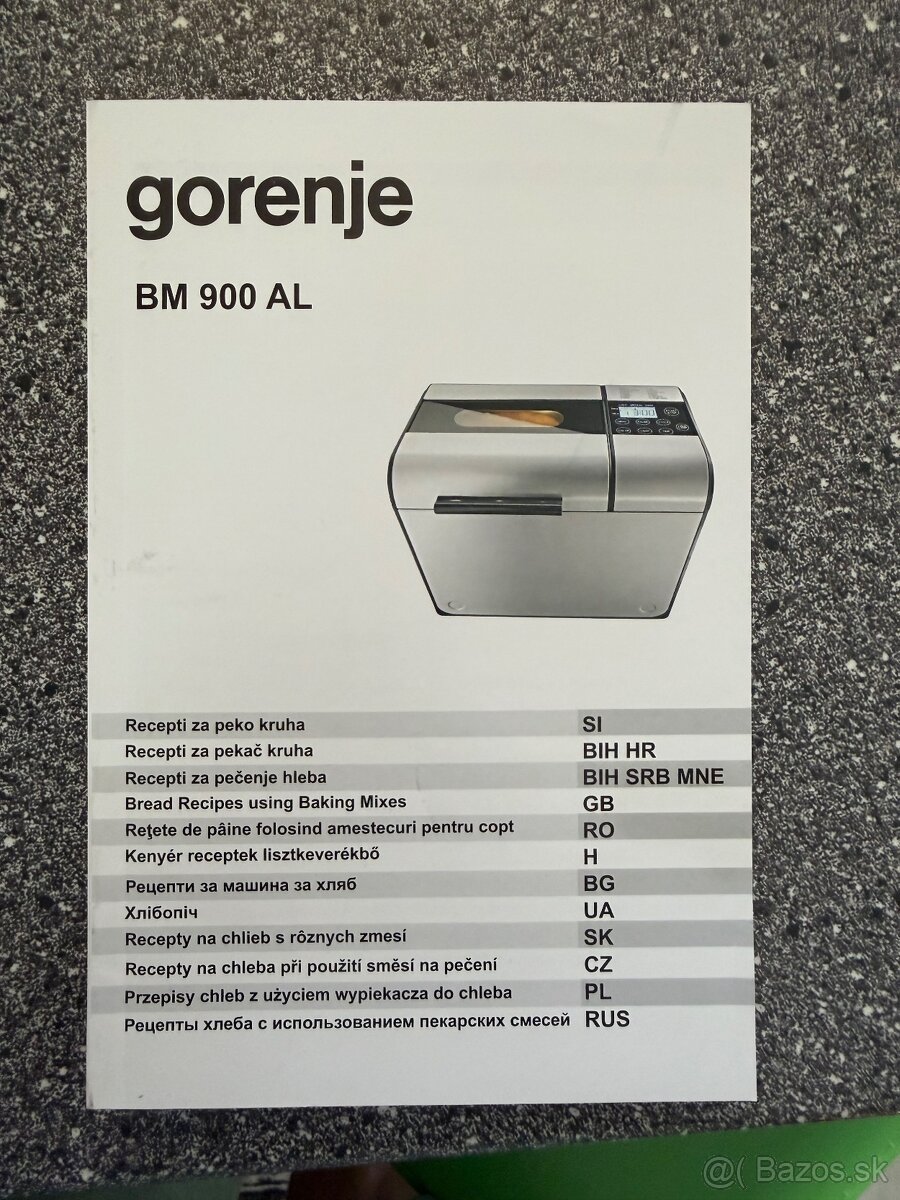 gorenje
BM 900 AL
Recepti za peko kruha SI
Recepti za pekač kruha BIH HR
Recepti za pečenje hleba BIH SRB MNE
Bread Recipes using Baking Mixes GB
Reţete de pâine folosind amestecuri pentru copt RO
Kenyér receptek lisztkeverékbő H
Рецепти за машина за хляб BG
Хлібопіч UA
Recepty na chlieb s rôznych zmesí SK
Recepty na chleba při použití směsí na pečení CZ
Przepisy chleb z użyciem wypiekacza do chleba PL
Рецепты хлеба с использованием пекарских смесей RUS
@( Bazos.sk